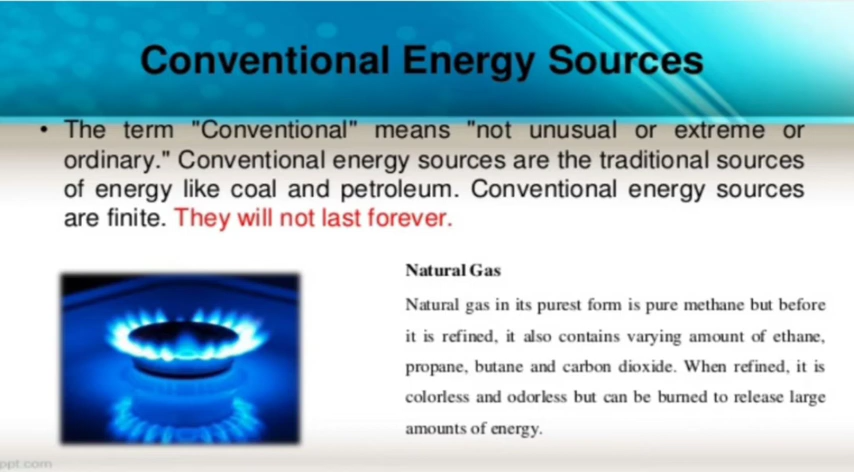 Conventional Energy Sources
• The term "Conventional" means "not unusual or extreme or
ordinary." Conventional energy sources are the traditional sources
of energy like coal and petroleum. Conventional energy sources
are finite. They will not last forever.
Natural Gas
Natural gas in its purest form is pure methane but before
it is refined, it also contains varying amount of ethane,
propane, butane and carbon dioxide. When refined, it is
colorless and odorless but can be burned to release large
amounts of energy.
ppt.com